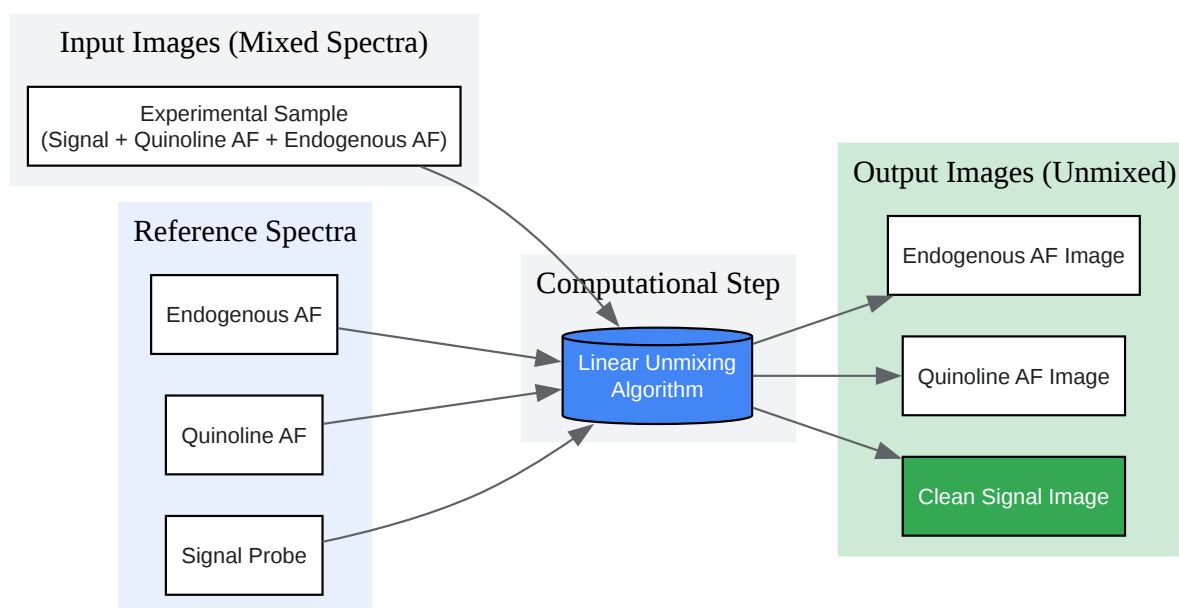 Input Images (Mixed Spectra)
Experimental Sample
(Signal + Quinoline AF + Endogenous AF)
Reference Spectra
Endogenous AF
Quinoline AF
Signal Probe
Computational Step
Linear Unmixing
Algorithm
Output Images (Unmixed)
Endogenous AF Image
Quinoline AF Image
Clean Signal Image